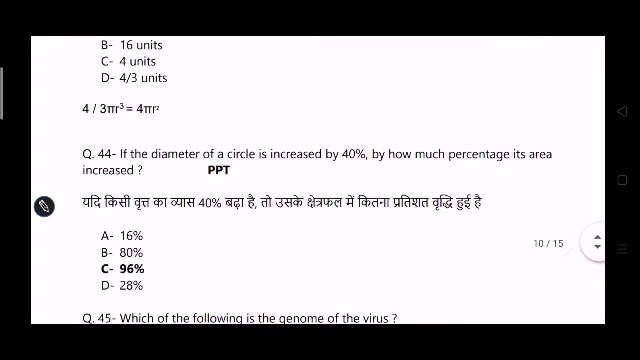 B- 16 units
C- 4 units
D- 4/3 units
4 / 3πr³ = 4πr²
Q. 44- If the diameter of a circle is increased by 40%, by how much percentage its area
increased ? PPT
यदि किसी वृत्त का व्यास 40% बढ़ा है, तो उसके क्षेत्रफल में कितना प्रतिशत वृद्धि हुई है
A- 16%
B- 80%
C- 96%
D- 28%
10 / 15
Q. 45- Which of the following is the genome of the virus ?